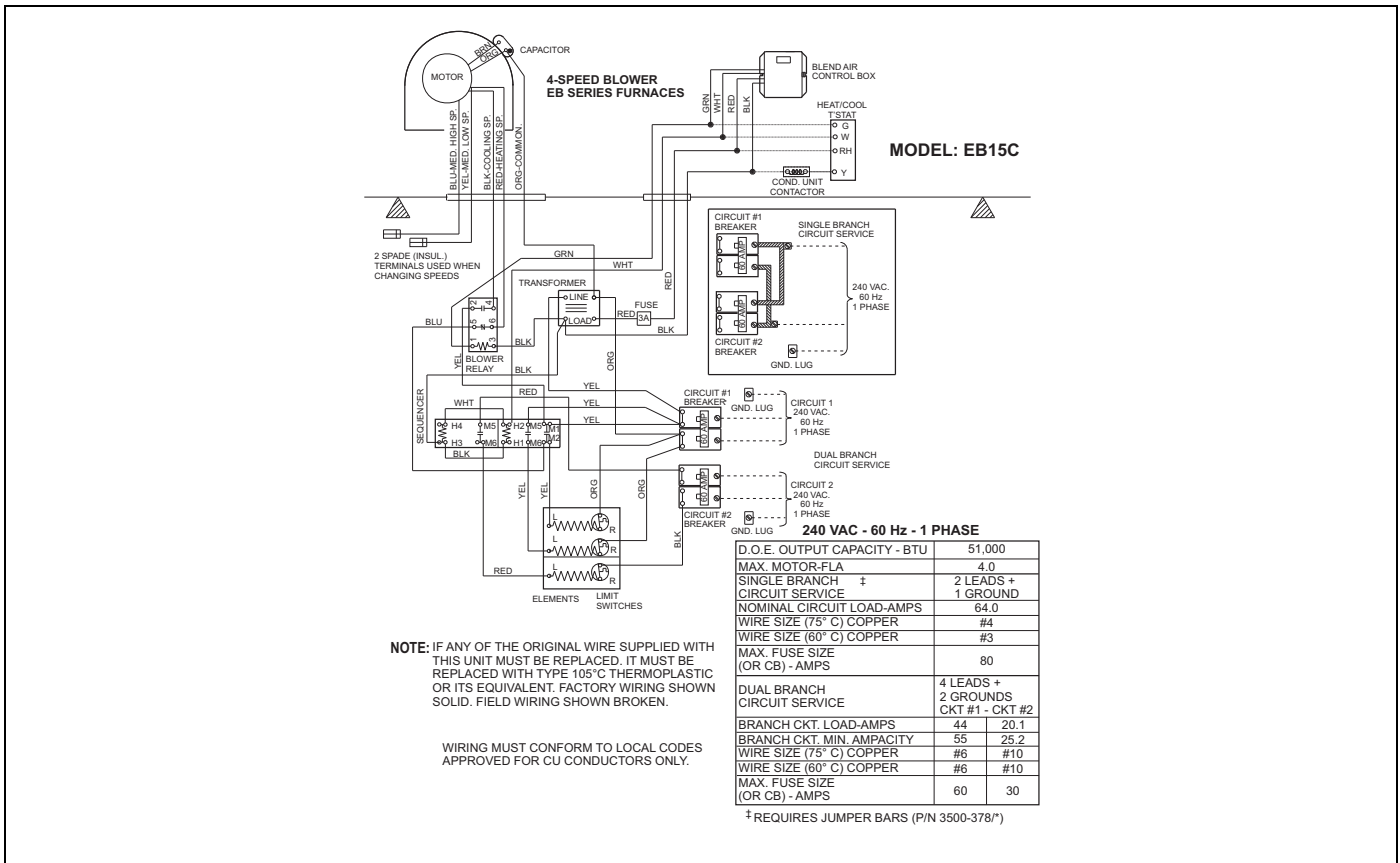 BRN
ORG
CAPACITOR
MOTOR
4-SPEED BLOWER
EB SERIES FURNACES
BLEND AIR
CONTROL BOX
GRN
WHT
RED
BLK
HEAT/COOL
T'STAT
G
W
RH
Y
MODEL: EB15C
COND. UNIT
CONTACTOR
BLU-MED. HIGH SP.
YEL-MED. LOW SP.
BLK-COOLING SP.
RED-HEATING SP.
ORG-COMMON.
2 SPADE (INSUL.)
TERMINALS USED WHEN
CHANGING SPEEDS
GRN
WHT
RED
TRANSFORMER
LINE
LOAD
RED
FUSE
3A
BLK
ORG
CIRCUIT #1
BREAKER
60 AMP
SINGLE BRANCH
CIRCUIT SERVICE
240 VAC.
60 Hz
1 PHASE
60 AMP
CIRCUIT #2
BREAKER
GND. LUG
BLU
2 4
5 6
1 3
BLOWER
RELAY
YEL
BLK
BLK
SEQUENCER
WHT
RED
YEL
YEL
YEL
H4 M5 H2 M5 M1
H3 M6 H1 M6 M2
BLK
CIRCUIT #1
BREAKER
60 AMP
GND. LUG
CIRCUIT 1
240 VAC.
60 Hz
1 PHASE
DUAL BRANCH
CIRCUIT SERVICE
60 AMP
CIRCUIT #2
BREAKER
GND. LUG
CIRCUIT 2
240 VAC.
60 Hz
1 PHASE
YEL
YEL
ORG
ORG
BLK
RED
L R
L R
L R
ELEMENTS
LIMIT
SWITCHES
240 VAC - 60 Hz - 1 PHASE
D.O.E. OUTPUT CAPACITY - BTU 51,000
MAX. MOTOR-FLA 4.0
SINGLE BRANCH ‡ 2 LEADS +
CIRCUIT SERVICE 1 GROUND
NOMINAL CIRCUIT LOAD-AMPS 64.0
WIRE SIZE (75° C) COPPER #4
WIRE SIZE (60° C) COPPER #3
MAX. FUSE SIZE
(OR CB) - AMPS 80
DUAL BRANCH
CIRCUIT SERVICE
4 LEADS +
2 GROUNDS
CKT #1 - CKT #2
BRANCH CKT. LOAD-AMPS 44 20.1
BRANCH CKT. MIN. AMPACITY 55 25.2
WIRE SIZE (75° C) COPPER #6 #10
WIRE SIZE (60° C) COPPER #6 #10
MAX. FUSE SIZE
(OR CB) - AMPS 60 30
‡ REQUIRES JUMPER BARS (P/N 3500-378/*)
NOTE: IF ANY OF THE ORIGINAL WIRE SUPPLIED WITH
THIS UNIT MUST BE REPLACED. IT MUST BE
REPLACED WITH TYPE 105°C THERMOPLASTIC
OR ITS EQUIVALENT. FACTORY WIRING SHOWN
SOLID. FIELD WIRING SHOWN BROKEN.
WIRING MUST CONFORM TO LOCAL CODES
APPROVED FOR CU CONDUCTORS ONLY.